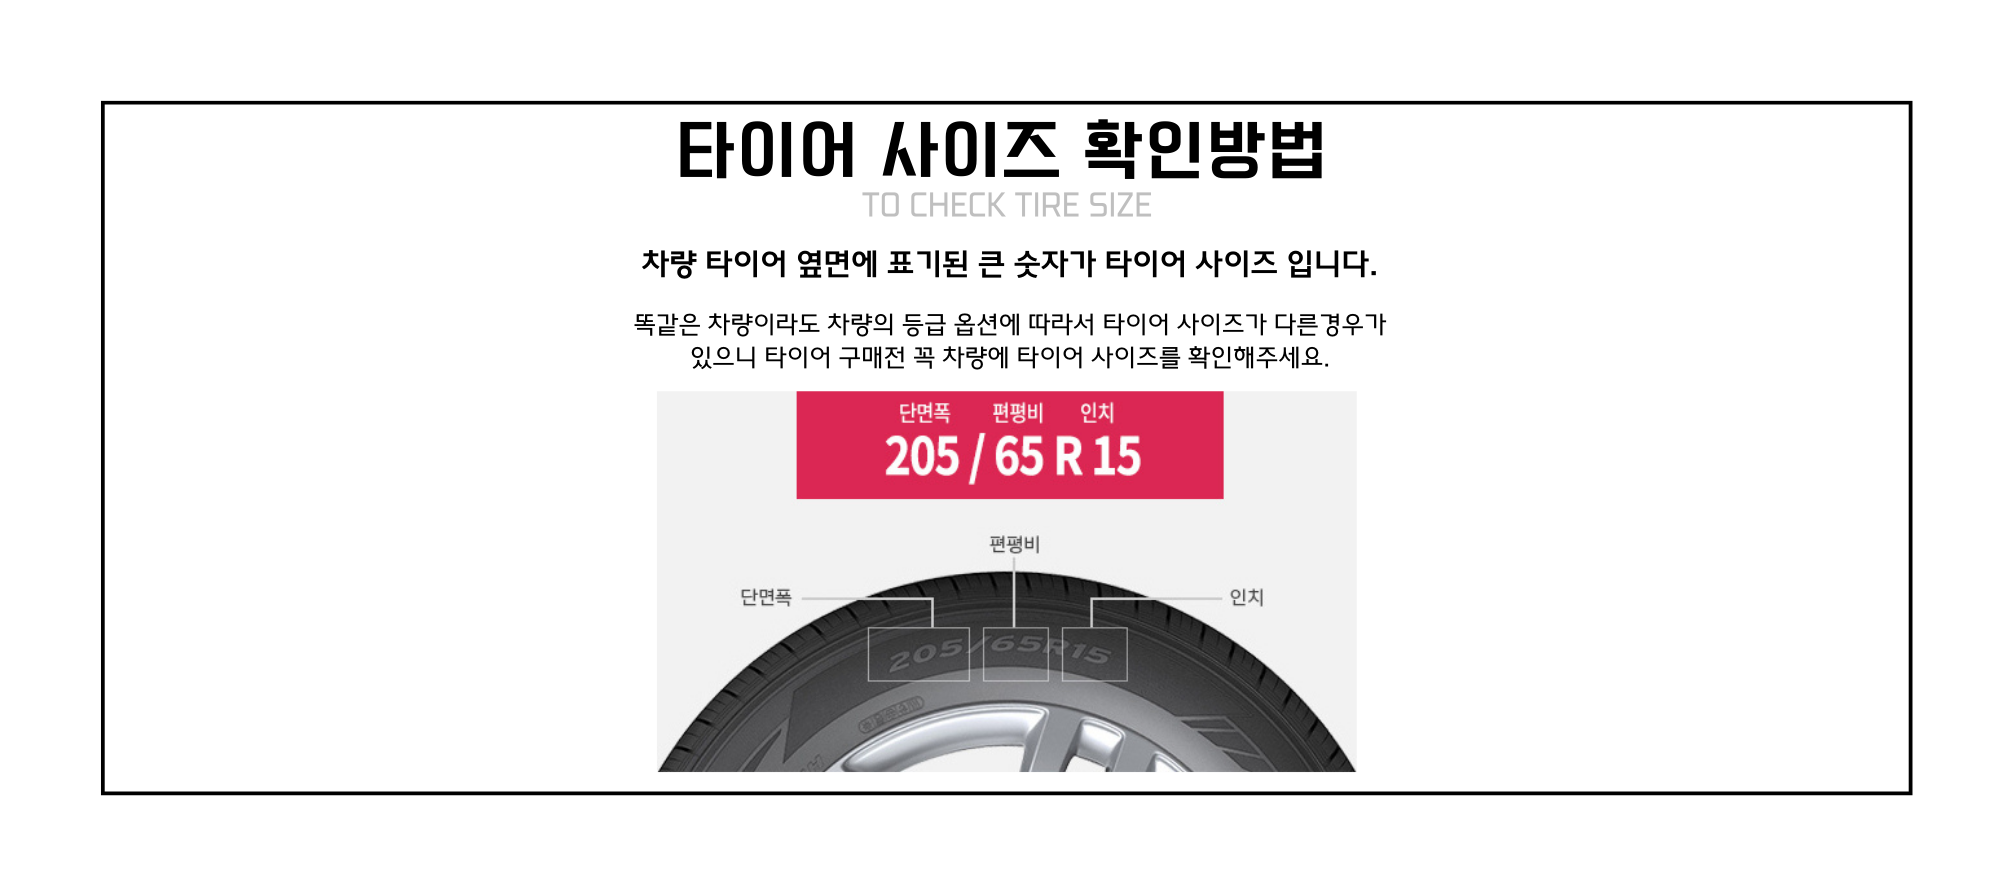 타이어 사이즈 확인방법
TO CHECK TIRE SIZE
차량 타이어 옆면에 표기된 큰 숫자가 타이어 사이즈 입니다.
똑같은 차량이라도 차량의 등급 옵션에 따라서 타이어 사이즈가 다른경우가
있으니 타이어 구매전 꼭 차량에 타이어 사이즈를 확인해주세요.
단면폭 편평비 인치
205 / 65 R 15
편평비
단면폭 인치
205/65R15